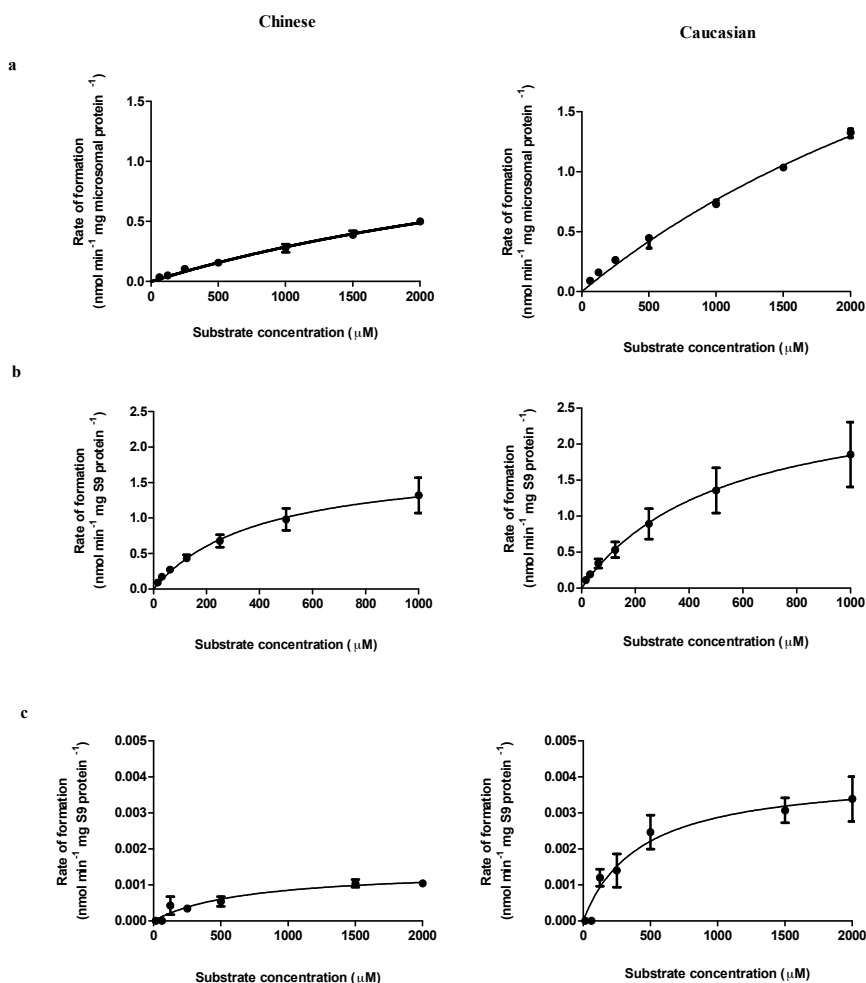 Chinese
Caucasian
a
Rate of formation
(nmol min⁻¹ mg microsomal protein ⁻¹)
1.5
1.0
0.5
0.0
0 500 1000 1500 2000
Substrate concentration (μM)
Rate of formation
(nmol min⁻¹ mg microsomal protein ⁻¹)
1.5
1.0
0.5
0.0
0 500 1000 1500 2000
Substrate concentration (μM)
b
Rate of formation
(nmol min⁻¹ mg S9 protein ⁻¹)
2.5
2.0
1.5
1.0
0.5
0.0
0 200 400 600 800 1000
Substrate concentration (μM)
Rate of formation
(nmol min⁻¹ mg S9 protein ⁻¹)
2.5
2.0
1.5
1.0
0.5
0.0
0 200 400 600 800 1000
Substrate concentration (μM)
c
Rate of formation
(nmol min⁻¹ mg S9 protein ⁻¹)
0.005
0.004
0.003
0.002
0.001
0.000
0 500 1000 1500 2000
Substrate concentration (μM)
Rate of formation
(nmol min⁻¹ mg S9 protein ⁻¹)
0.005
0.004
0.003
0.002
0.001
0.000
0 500 1000 1500 2000
Substrate concentration (μM)